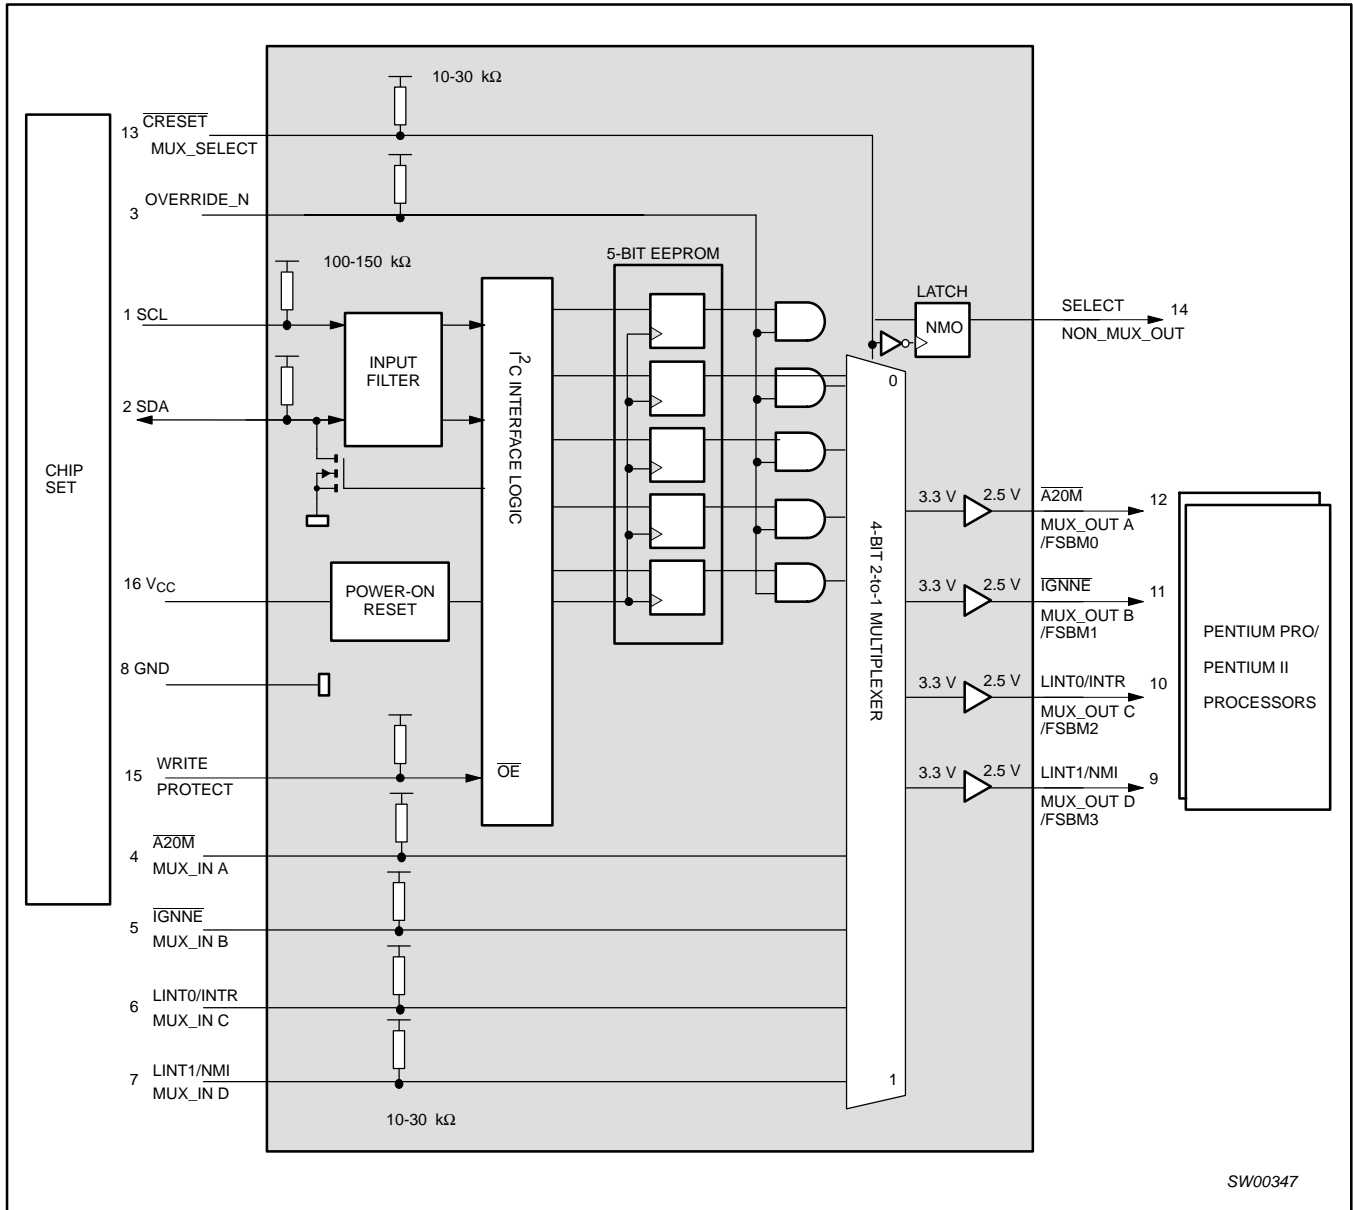 10-30 kΩ
13 CRESET
MUX_SELECT
3 OVERRIDE_N
100-150 kΩ
1 SCL
2 SDA
INPUT
FILTER
I2C INTERFACE LOGIC
5-BIT EEPROM
LATCH
NMO
SELECT 14
NON_MUX_OUT
0
CHIP
SET
4-BIT 2-to-1 MULTIPLEXER
3.3 V 2.5 V A20M 12
MUX_OUT A
/FSBM0
16 VCC
POWER-ON
RESET
3.3 V 2.5 V IGNNE 11
MUX_OUT B
/FSBM1
8 GND
3.3 V 2.5 V LINT0/INTR 10
MUX_OUT C
/FSBM2
PENTIUM PRO/
PENTIUM II
PROCESSORS
15 WRITE
PROTECT
OE
3.3 V 2.5 V LINT1/NMI 9
MUX_OUT D
/FSBM3
4 A20M
MUX_IN A
5 IGNNE
MUX_IN B
6 LINT0/INTR
MUX_IN C
7 LINT1/NMI
MUX_IN D
1
10-30 kΩ
SW00347